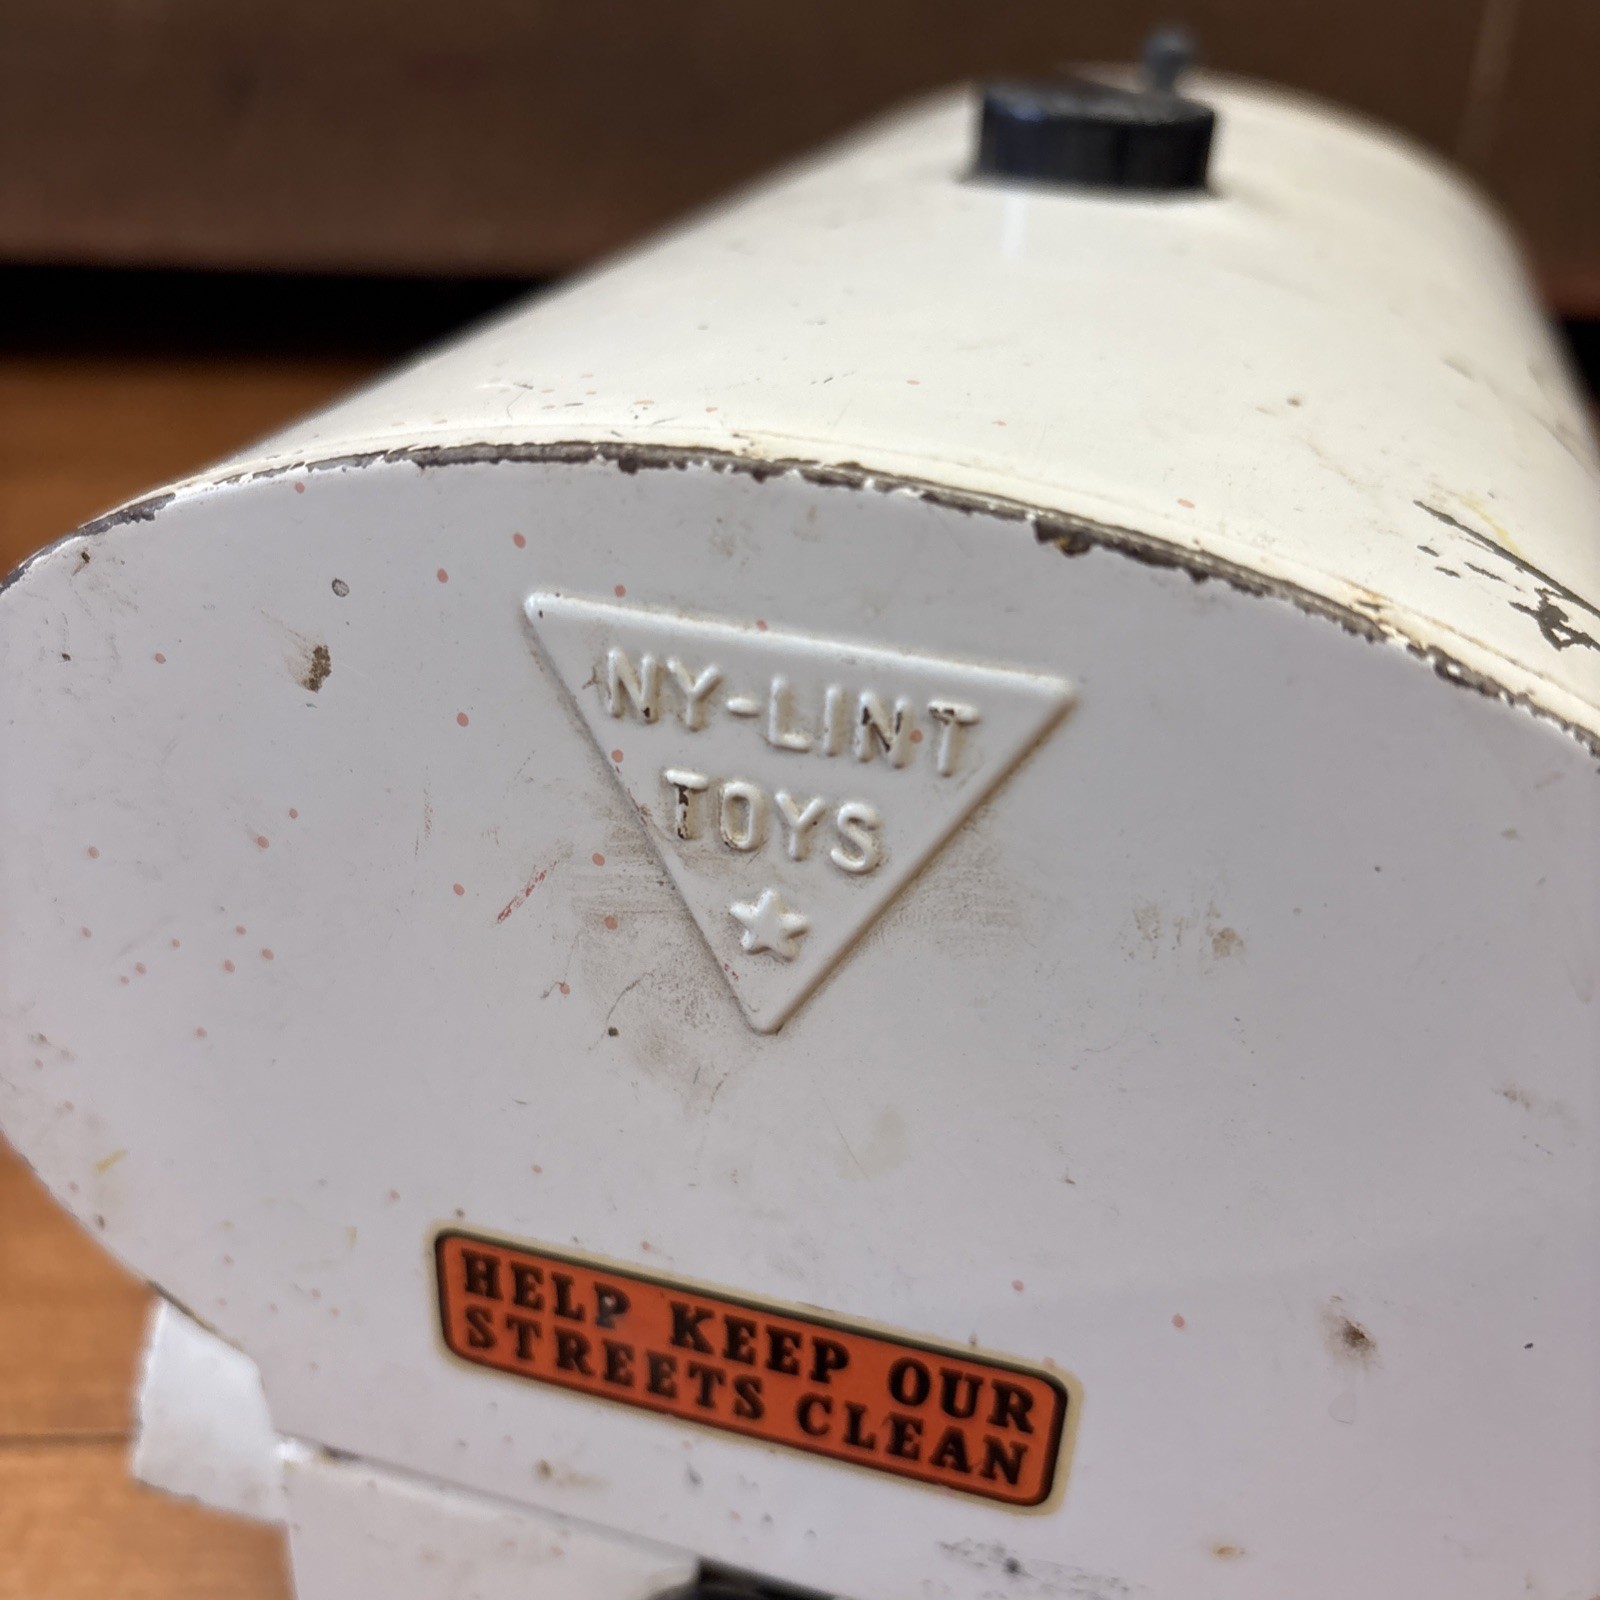 NY-LINT
TOYS
HELP KEEP OUR
STREETS CLEAN